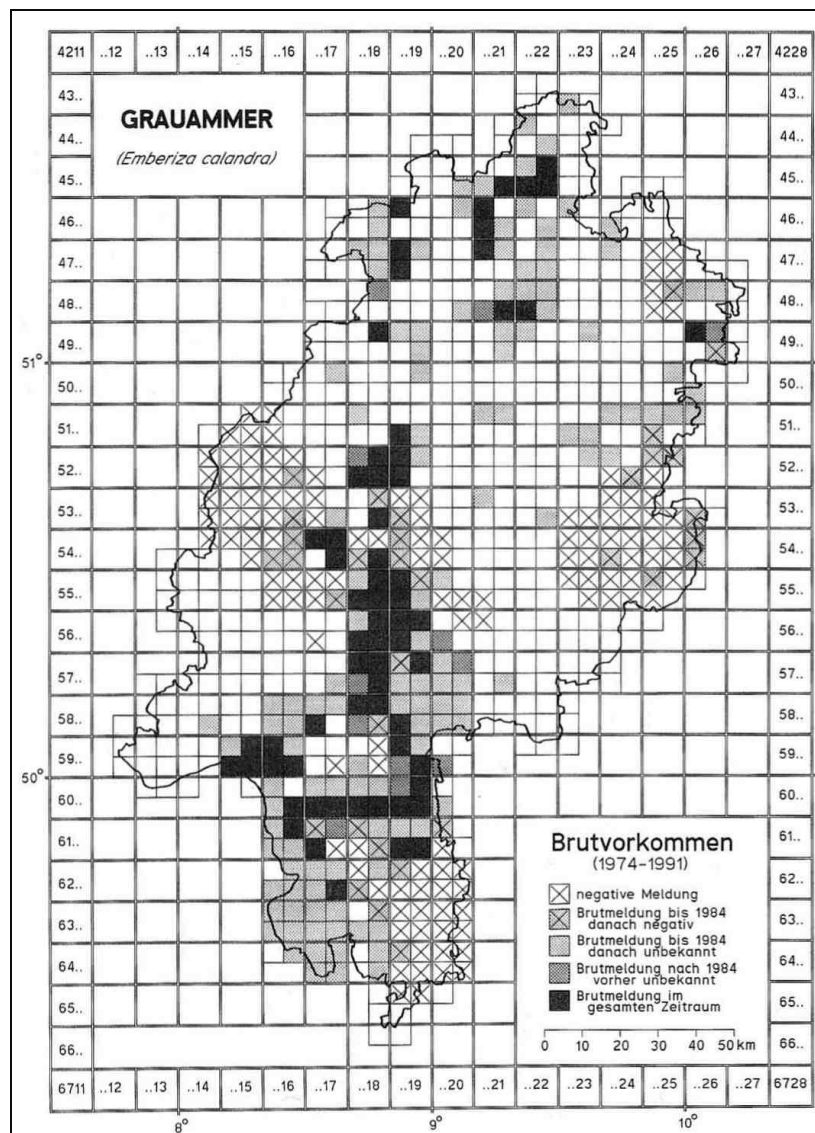 4211 ..12 ..13 ..14 ..15 ..16 ..17 ..18 ..19 ..20 ..21 ..22 ..23 ..24 ..25 ..26 ..27 4228
43.. 43..
GRAUAMMER
44.. 44..
(Emberiza calandra)
45.. 45..
46.. 46..
47.. 47..
48.. 48..
49.. 49..
51°
50.. 50..
51.. 51..
52.. 52..
53.. 53..
54.. 54..
55.. 55..
56.. 56..
57.. 57..
58.. 58..
59.. 59..
50°
60.. 60..
61.. 61..
Brutvorkommen
(1974-1991)
62.. 62..
negative Meldung
63.. 63..
Brutmeldung bis 1984
danach negativ
Brutmeldung bis 1984
danach unbekannt
64.. 64..
Brutmeldung nach 1984
vorher unbekannt
65.. 65..
Brutmeldung im
gesamten Zeitraum
66.. 66..
0 10 20 30 40 50 km
6711 ..12 ..13 ..14 ..15 ..16 ..17 ..18 ..19 ..20 ..21 ..22 ..23 ..24 ..25 ..26 ..27 6728
8° 9° 10°